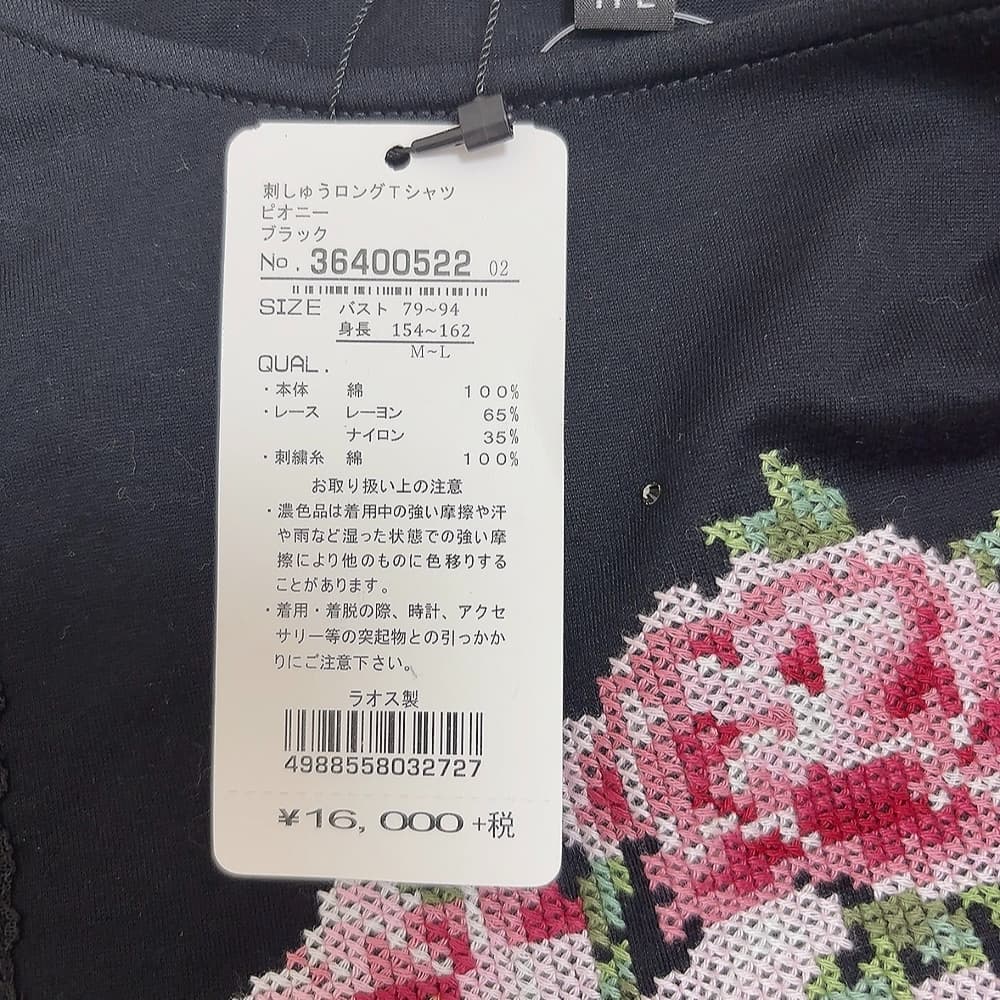 刺しゅうロングTシャツ
ピオニー
ブラック
No. 36400522 02
SIZE バスト 79~94
身長 154~162
M~L
QUAL.
・本体 綿 100%
・レース レーヨン 65%
ナイロン 35%
・刺繍糸 綿 100%
お取り扱い上の注意
・濃色品は着用中の強い摩擦や汗
や雨など湿った状態での強い摩
擦により他のものに色移りする
ことがあります。
・着用・着脱の際、時計、アクセ
サリー等の突起物との引っかか
りにご注意下さい。
ラオス製
4988558032727
¥16,000+税